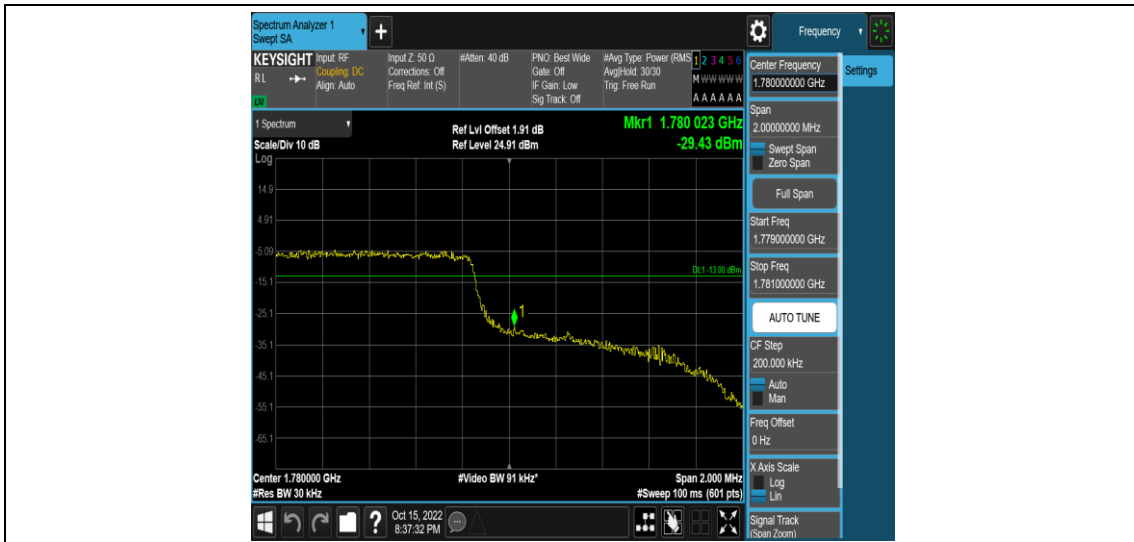 Spectrum Analyzer 1
Swept SA
+
Frequency
KEYSIGHT
RL
LXI
Input: RF
Coupling: DC
Align: Auto
Input Z: 50 Ω
Corrections: Off
Freq Ref: Int (S)
#Atten: 40 dB
PNO: Best Wide
Gate: Off
IF Gain: Low
Sig Track: Off
#Avg Type: Power (RMS
Avg|Hold: 30/30
Trig: Free Run
1 2 3 4 5 6
M W W W W W
A A A A A A
1 Spectrum
Scale/Div 10 dB
Log
Ref Lvl Offset 1.91 dB
Ref Level 24.91 dBm
Mkr1 1.780 023 GHz
-29.43 dBm
14.9
4.91
-5.09
DL1 -13.00 dBm
-15.1
1
-25.1
-35.1
-45.1
-55.1
-65.1
Center 1.780000 GHz
#Video BW 91 kHz*
Span 2.000 MHz
#Res BW 30 kHz
#Sweep 100 ms (601 pts)
Center Frequency
1.780000000 GHz
Settings
Span
2.00000000 MHz
Swept Span
Zero Span
Full Span
Start Freq
1.779000000 GHz
Stop Freq
1.781000000 GHz
AUTO TUNE
CF Step
200.000 kHz
Auto
Man
Freq Offset
0 Hz
X Axis Scale
Log
Lin
Signal Track
(Span Zoom)
?
Oct 15, 2022
8:37:32 PM